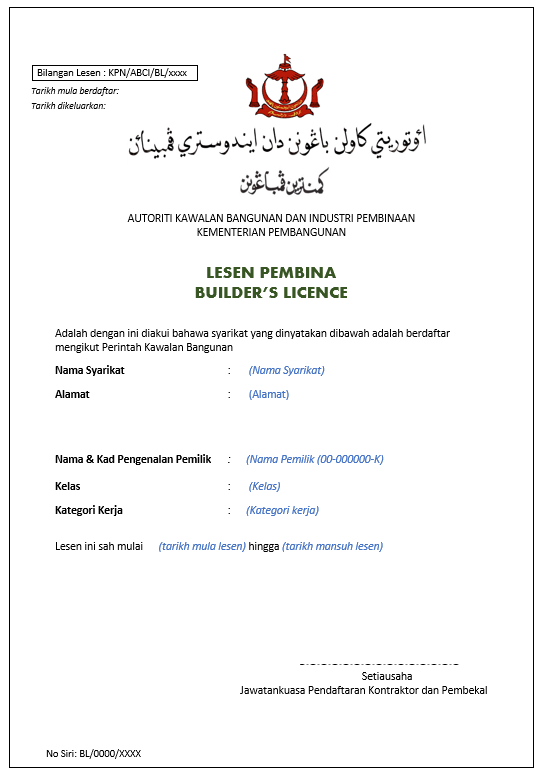 Bilangan Lesen : KPN/ABCI/BL/xxxx
Tarikh mula berdaftar:
Tarikh dikeluarkan:
اوتوريتي كاولن باڠونن دان ايندوستري ڤمبيناٴن
كمنترين ڤمباڠونن
AUTORITI KAWALAN BANGUNAN DAN INDUSTRI PEMBINAAN
KEMENTERIAN PEMBANGUNAN
LESEN PEMBINA
BUILDER'S LICENCE
Adalah dengan ini diakui bahawa syarikat yang dinyatakan dibawah adalah berdaftar
mengikut Perintah Kawalan Bangunan
Nama Syarikat : (Nama Syarikat)
Alamat : (Alamat)
Nama & Kad Pengenalan Pemilik : (Nama Pemilik (00-000000-K)
Kelas : (Kelas)
Kategori Kerja : (Kategori kerja)
Lesen ini sah mulai (tarikh mula lesen) hingga (tarikh mansuh lesen)
Setiausaha
Jawatankuasa Pendaftaran Kontraktor dan Pembekal
No Siri: BL/0000/XXXX